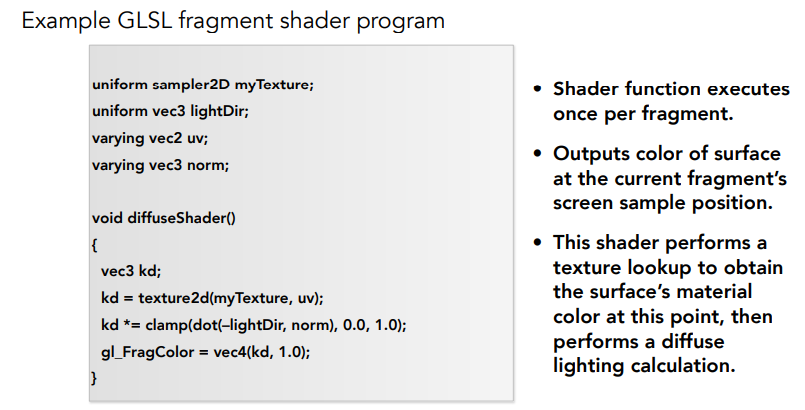 Example GLSL fragment shader program
uniform sampler2D myTexture;
uniform vec3 lightDir;
varying vec2 uv;
varying vec3 norm;
void diffuseShader()
{
vec3 kd;
kd = texture2d(myTexture, uv);
kd *= clamp(dot(–lightDir, norm), 0.0, 1.0);
gl_FragColor = vec4(kd, 1.0);
}
• Shader function executes
once per fragment.
• Outputs color of surface
at the current fragment’s
screen sample position.
• This shader performs a
texture lookup to obtain
the surface’s material
color at this point, then
performs a diffuse
lighting calculation.